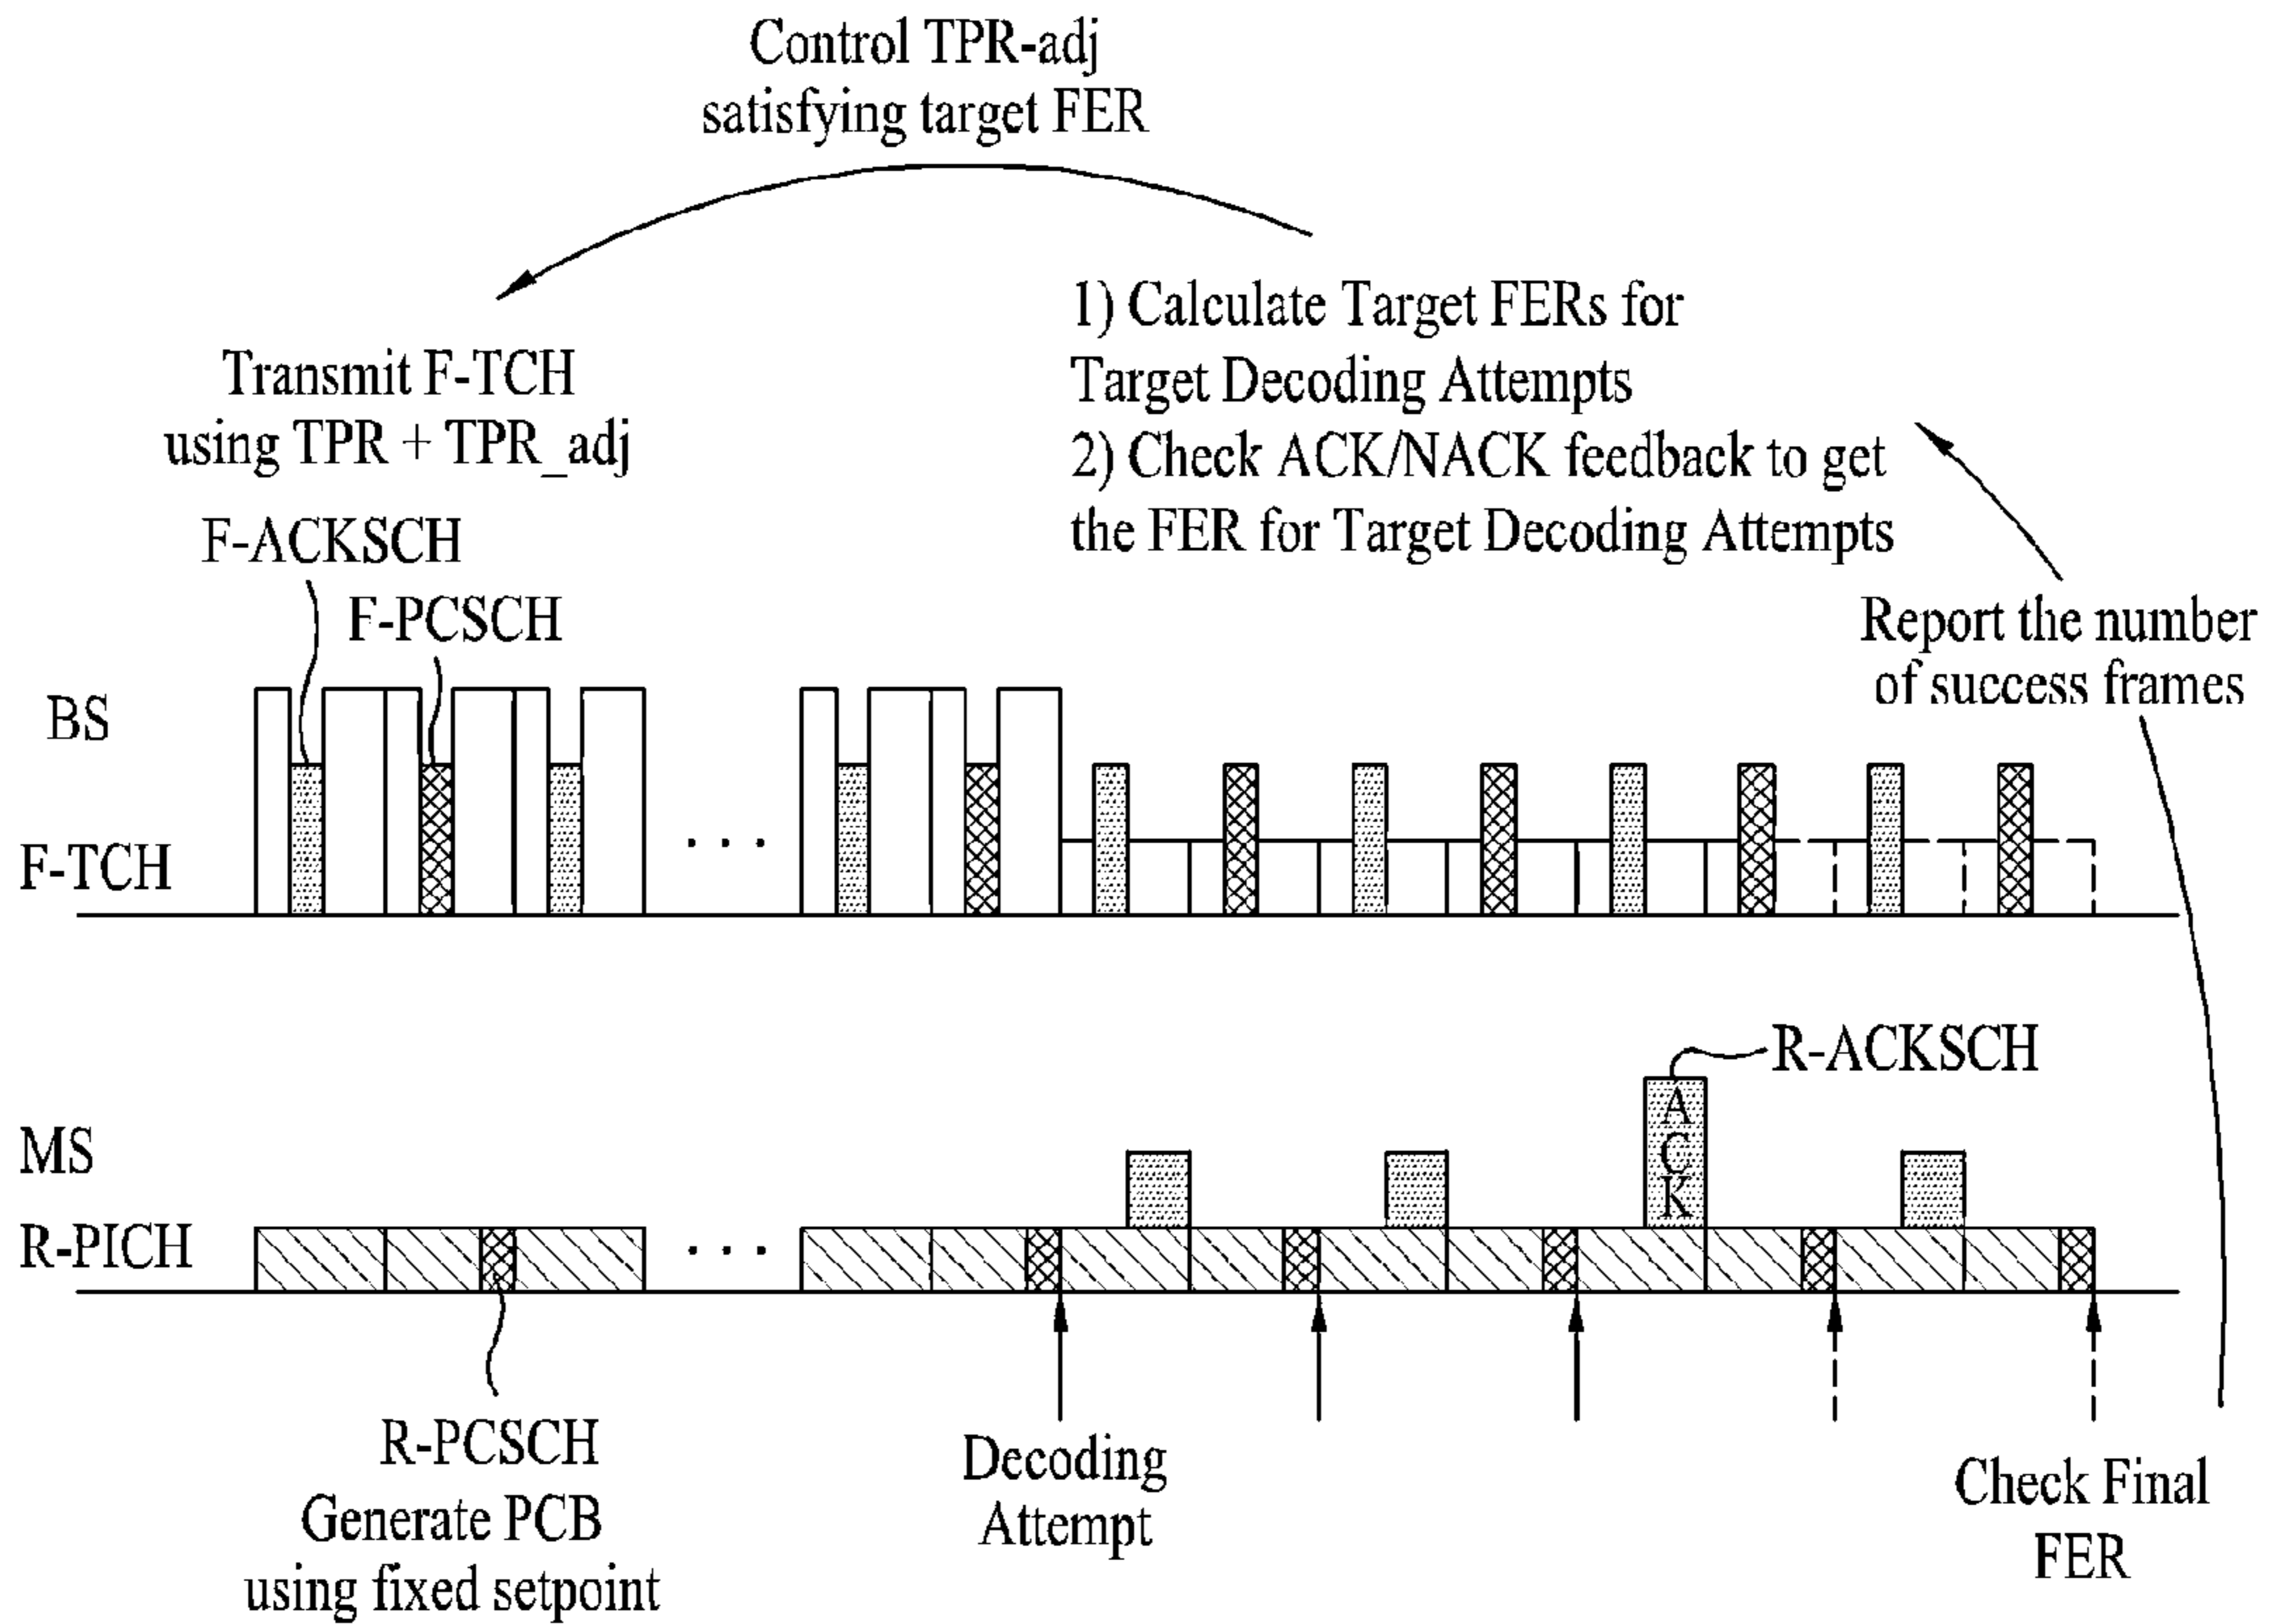 Control TPR-adj
satisfying target FER
1) Calculate Target FERs for
Target Decoding Attempts
2) Check ACK/NACK feedback to get
the FER for Target Decoding Attempts
Transmit F-TCH
using TPR + TPR_adj
F-ACKSCH
F-PCSCH
Report the number
of success frames
BS
F-TCH
. . .
R-ACKSCH
ACK
MS
R-PICH
. . .
R-PCSCH
Generate PCB
using fixed setpoint
Decoding
Attempt
Check Final
FER